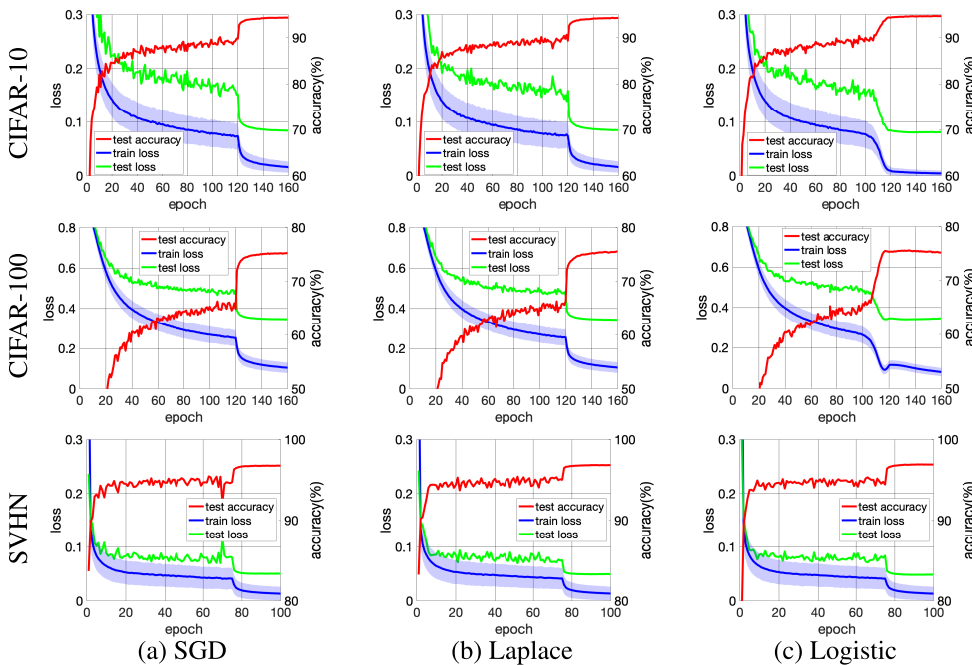 CIFAR-10
0.3
0.2
0.1
0
loss
90
80
70
60
accuracy(%)
test accuracy
train loss
test loss
0 20 40 60 80 100 120 140 160
epoch
0.3
0.2
0.1
0
loss
90
80
70
60
accuracy(%)
test accuracy
train loss
test loss
0 20 40 60 80 100 120 140 160
epoch
0.3
0.2
0.1
0
loss
90
80
70
60
accuracy(%)
test accuracy
train loss
test loss
0 20 40 60 80 100 120 140 160
epoch
CIFAR-100
0.8
0.6
0.4
0.2
0
loss
80
70
60
50
accuracy(%)
test accuracy
train loss
test loss
0 20 40 60 80 100 120 140 160
epoch
0.8
0.6
0.4
0.2
0
loss
80
70
60
50
accuracy(%)
test accuracy
train loss
test loss
0 20 40 60 80 100 120 140 160
epoch
0.8
0.6
0.4
0.2
0
loss
80
70
60
50
accuracy(%)
test accuracy
train loss
test loss
0 20 40 60 80 100 120 140 160
epoch
SVHN
0.3
0.2
0.1
0
loss
100
90
80
accuracy(%)
test accuracy
train loss
test loss
0 20 40 60 80 100
epoch
0.3
0.2
0.1
0
loss
100
90
80
accuracy(%)
test accuracy
train loss
test loss
0 20 40 60 80 100
epoch
0.3
0.2
0.1
0
loss
100
90
80
accuracy(%)
test accuracy
train loss
test loss
0 20 40 60 80 100
epoch
(a) SGD
(b) Laplace
(c) Logistic